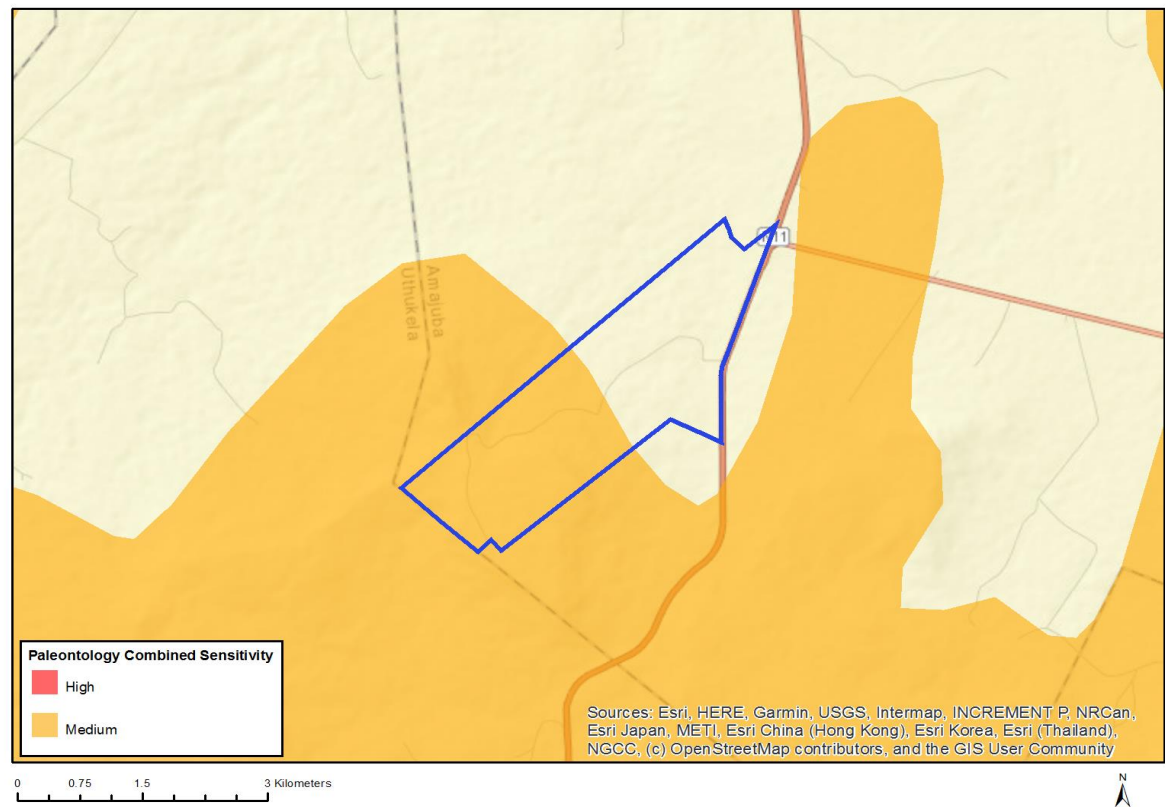 Amajuba
Uthukela
Paleontology Combined Sensitivity
High
Medium
Sources: Esri, HERE, Garmin, USGS, Intermap, INCREMENT P, NRCan,
Esri Japan, METI, Esri China (Hong Kong), Esri Korea, Esri (Thailand),
NGCC, (c) OpenStreetMap contributors, and the GIS User Community
0 0.75 1.5 3 Kilometers
N